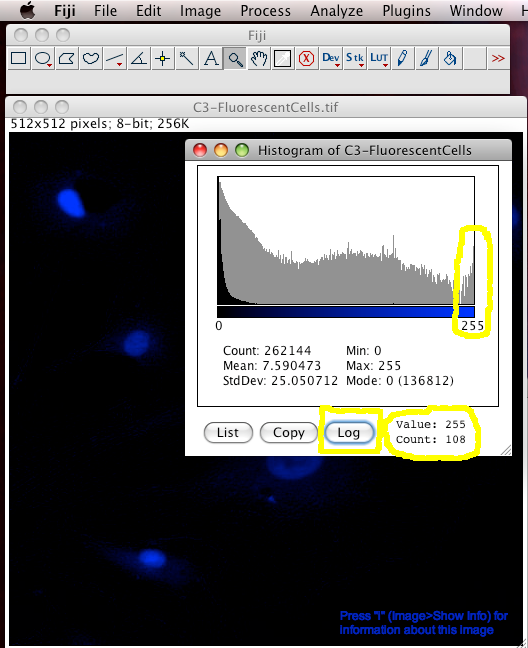 Fiji File Edit Image Process Analyze Plugins Window
Fiji
A Dev Stk LUT >>
C3-FluorescentCells.tif
512x512 pixels; 8-bit; 256K
Histogram of C3-FluorescentCells
0 255
Count: 262144 Min: 0
Mean: 7.590473 Max: 255
StdDev: 25.050712 Mode: 0 (136812)
List Copy Log
Value: 255
Count: 108
Press "i" (Image>Show Info) for
information about this image